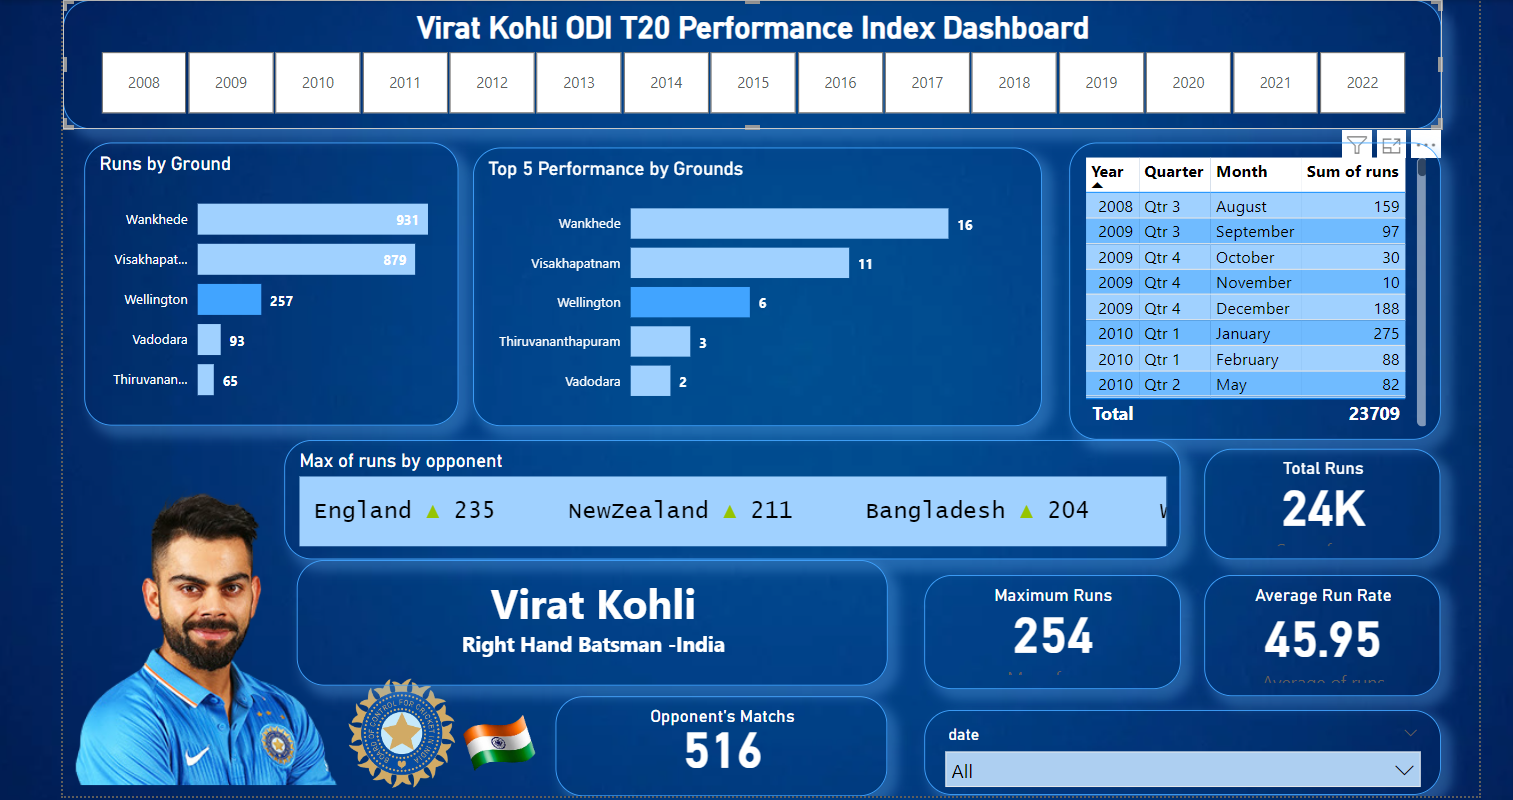 Virat Kohli ODI T20 Performance Index Dashboard
2008 2009 2010 2011 2012 2013 2014 2015 2016 2017 2018 2019 2020 2021 2022
Runs by Ground
Wankhede 931
Visakhapat... 879
Wellington 257
Vadodara 93
Thiruvanan... 65
Top 5 Performance by Grounds
Wankhede 16
Visakhapatnam 11
Wellington 6
Thiruvananthapuram 3
Vadodara 2
Year Quarter Month Sum of runs
2008 Qtr 3 August 159
2009 Qtr 3 September 97
2009 Qtr 4 October 30
2009 Qtr 4 November 10
2009 Qtr 4 December 188
2010 Qtr 1 January 275
2010 Qtr 1 February 88
2010 Qtr 2 May 82
Total 23709
Max of runs by opponent
England ▲ 235 NewZealand ▲ 211 Bangladesh ▲ 204
Total Runs
24K
Virat Kohli
Right Hand Batsman -India
Maximum Runs
254
Average Run Rate
45.95
Average of runs
BOARD OF CONTROL FOR CRICKET IN INDIA
Opponent's Matchs
516
date
All